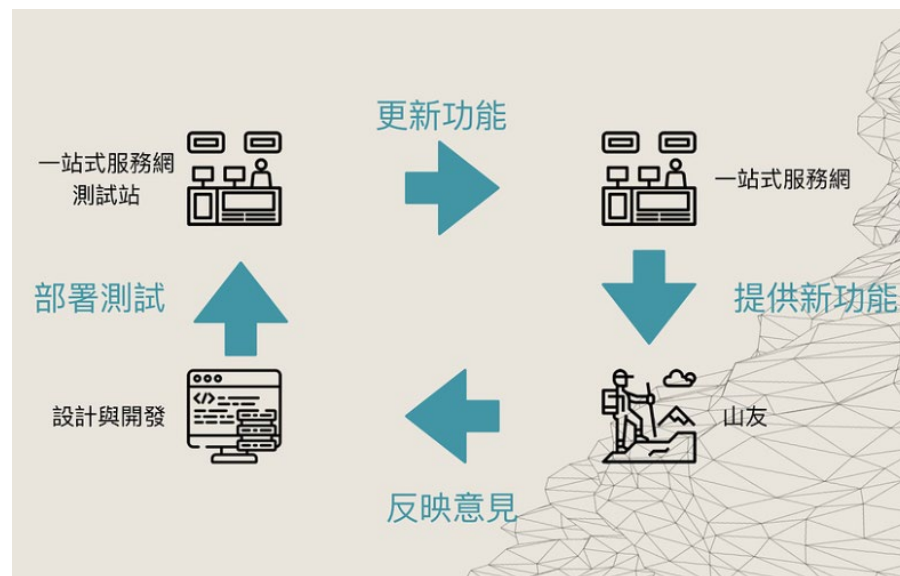 更新功能
一站式服務網
測試站
一站式服務網
部署測試
提供新功能
設計與開發
山友
反映意見